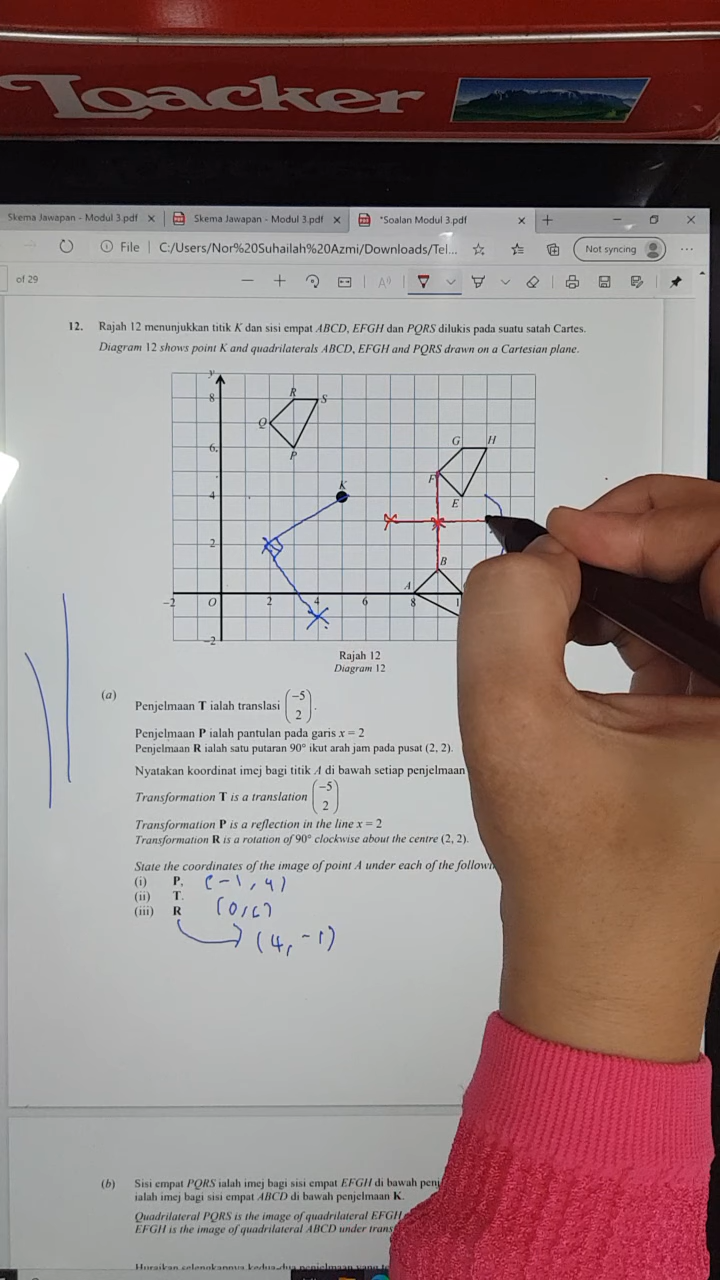 Loacker
Skema Jawapan - Modul 3.pdf × Skema Jawapan - Modul 3.pdf × *Soalan Modul 3.pdf × + ×
File C:/Users/Nor%20Suhailah%20Azmi/Downloads/Tel... Not syncing ...
of 29
12. Rajah 12 menunjukkan titik K dan sisi empat ABCD, EFGH dan PQRS dilukis pada suatu satah Cartes.
Diagram 12 shows point K and quadrilaterals ABCD, EFGH and PQRS drawn on a Cartesian plane.
y
8 R S
Q
6 P G H
F
4 K E
2
B
A
-2 O 2 4 6 8 1
-2
Rajah 12
Diagram 12
(a)
Penjelmaan T ialah translasi (-5 2).
Penjelmaan P ialah pantulan pada garis x = 2
Penjelmaan R ialah satu putaran 90° ikut arah jam pada pusat (2, 2).
Nyatakan koordinat imej bagi titik A di bawah setiap penjelmaan
Transformation T is a translation (-5 2)
Transformation P is a reflection in the line x = 2
Transformation R is a rotation of 90° clockwise about the centre (2, 2).
State the coordinates of the image of point A under each of the
(i) P, (-1, 4)
(ii) T. (0, 6)
(iii) R
(4, -1)
(b) Sisi empat PQRS ialah imej bagi sisi empat EFGH di bawah
ialah imej bagi sisi empat ABCD di bawah penjelmaan K.
Quadrilateral PQRS is the image of quadrilateral EFGH
EFGH is the image of quadrilateral ABCD under